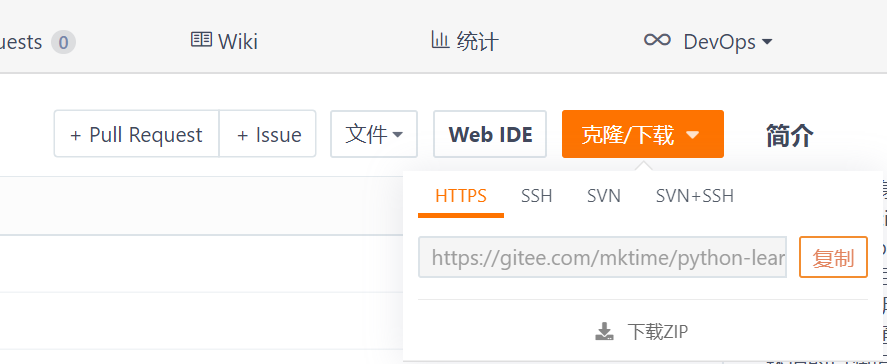 uests 0 Wiki 统计 DevOps
+ Pull Request + Issue 文件 Web IDE 克隆/下载 简介
HTTPS SSH SVN SVN+SSH
https://gitee.com/mktime/python-lear 复制
下载ZIP